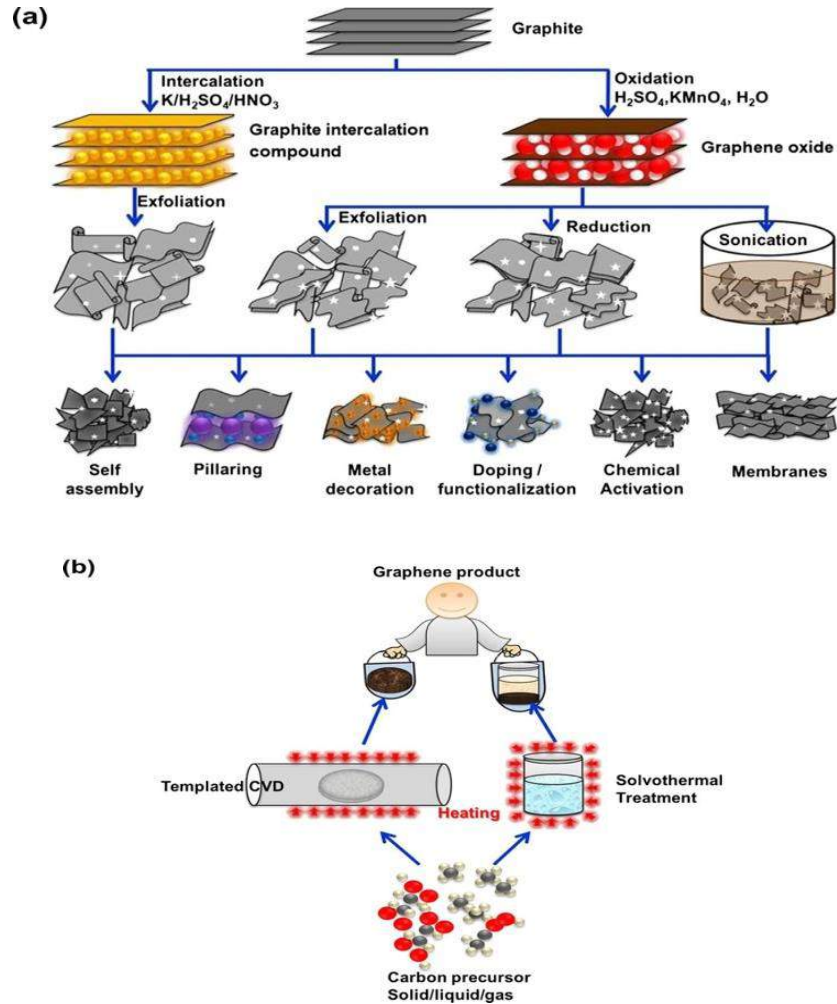 (a)
Graphite
Intercalation
K/H₂SO₄/HNO₃
Oxidation
H₂SO₄,KMnO₄, H₂O
Graphite intercalation
compound
Graphene oxide
Exfoliation
Exfoliation
Reduction
Sonication
Self
assembly
Pillaring
Metal
decoration
Doping /
functionalization
Chemical
Activation
Membranes
(b)
Graphene product
Templated CVD
Heating
Solvothermal
Treatment
Carbon precursor
Solid/liquid/gas